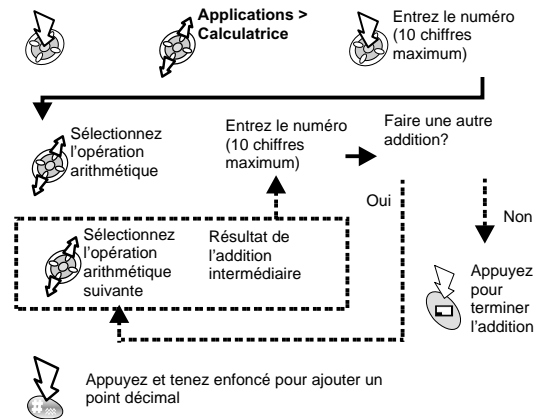 Applications >
Calculatrice
Entrez le numéro
(10 chiffres
maximum)
Sélectionnez
l'opération
arithmétique
Entrez le numéro
(10 chiffres
maximum)
Faire une autre
addition?
Oui
Non
Sélectionnez
l'opération
arithmétique
suivante
Résultat de
l'addition
intermédiaire
Appuyez
pour
terminer
l'addition
Appuyez et tenez enfoncé pour ajouter un
point décimal